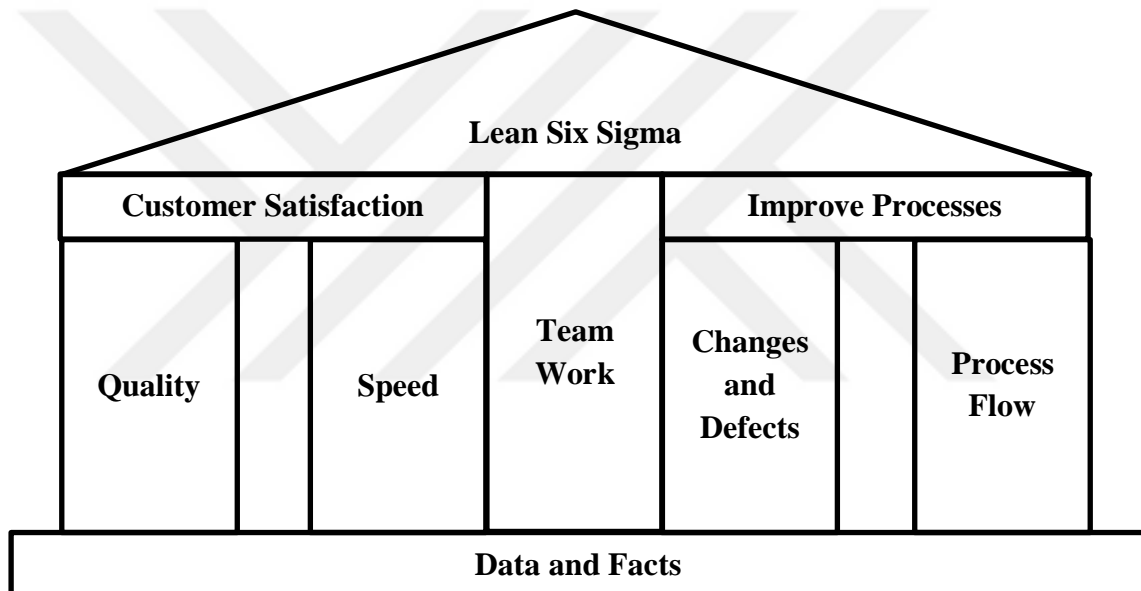 Lean Six Sigma
Customer Satisfaction
Improve Processes
Quality
Speed
Team
Work
Changes
and
Defects
Process
Flow
Data and Facts